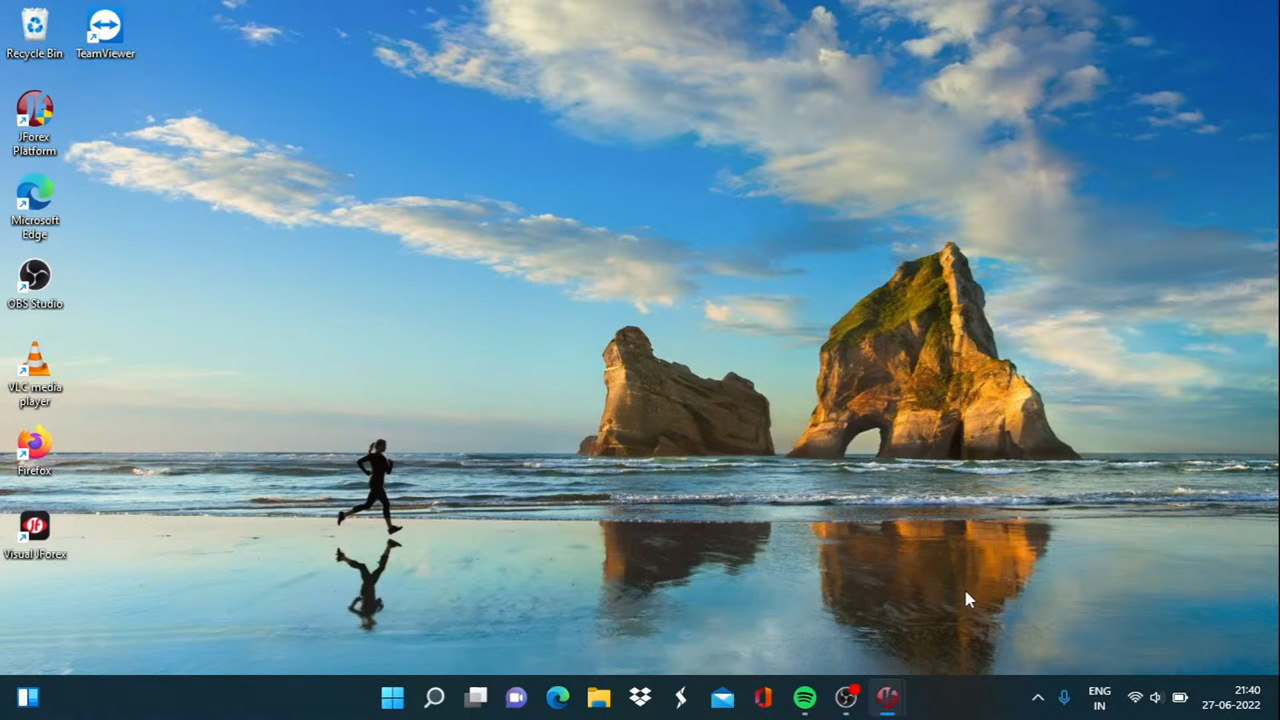 Recycle Bin
TeamViewer
JForex
Platform
Microsoft
Edge
OBS Studio
VLC media
player
Firefox
Visual JForex
ENG
IN
21:40
27-06-2022